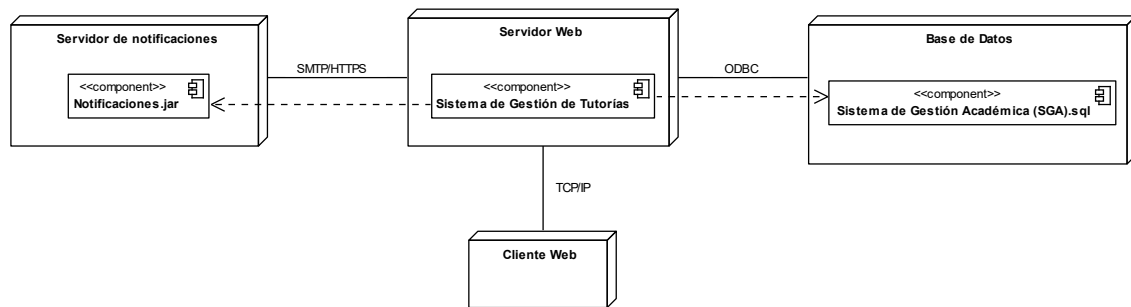 Servidor de notificaciones
<<component>>
Notificaciones.jar
SMTP/HTTPS
Servidor Web
<<component>>
Sistema de Gestión de Tutorías
ODBC
Base de Datos
<<component>>
Sistema de Gestión Académica (SGA).sql
TCP/IP
Cliente Web